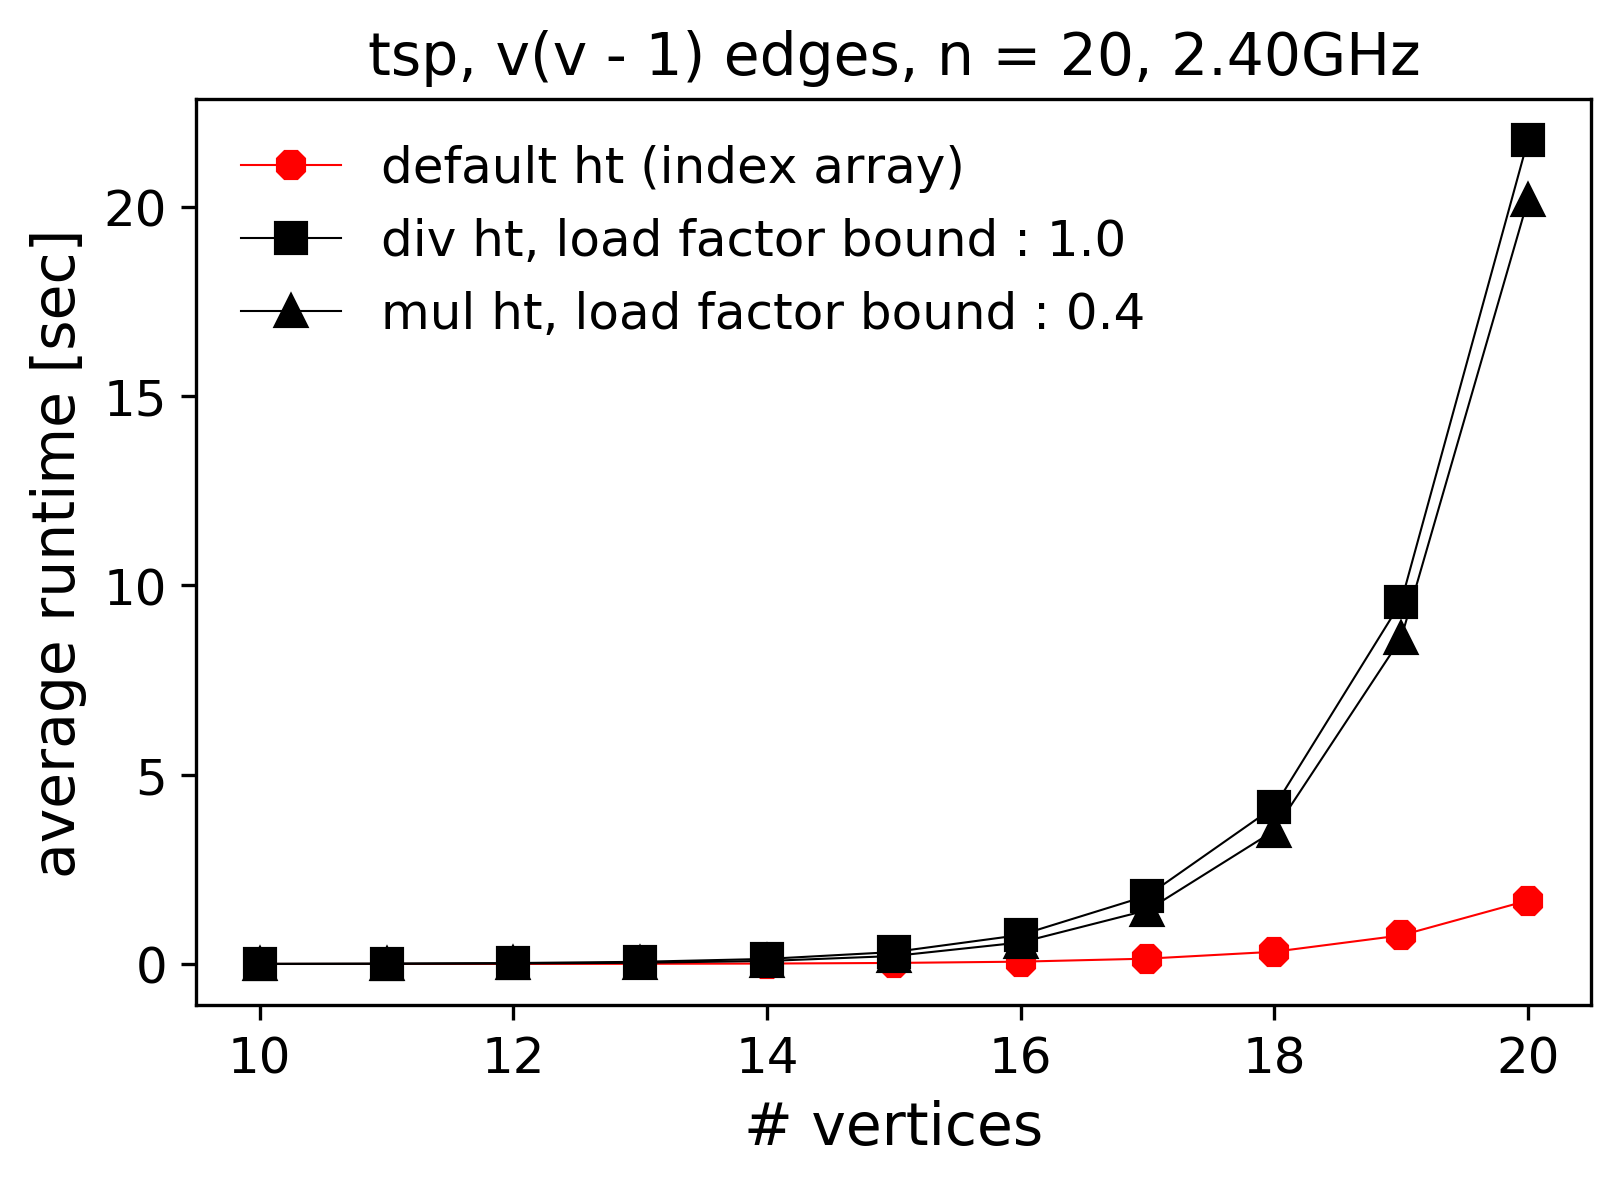 tsp, v(v - 1) edges, n = 20, 2.40GHz
default ht (index array)
div ht, load factor bound : 1.0
mul ht, load factor bound : 0.4
average runtime [sec]
20
15
10
5
0
10 12 14 16 18 20
# vertices